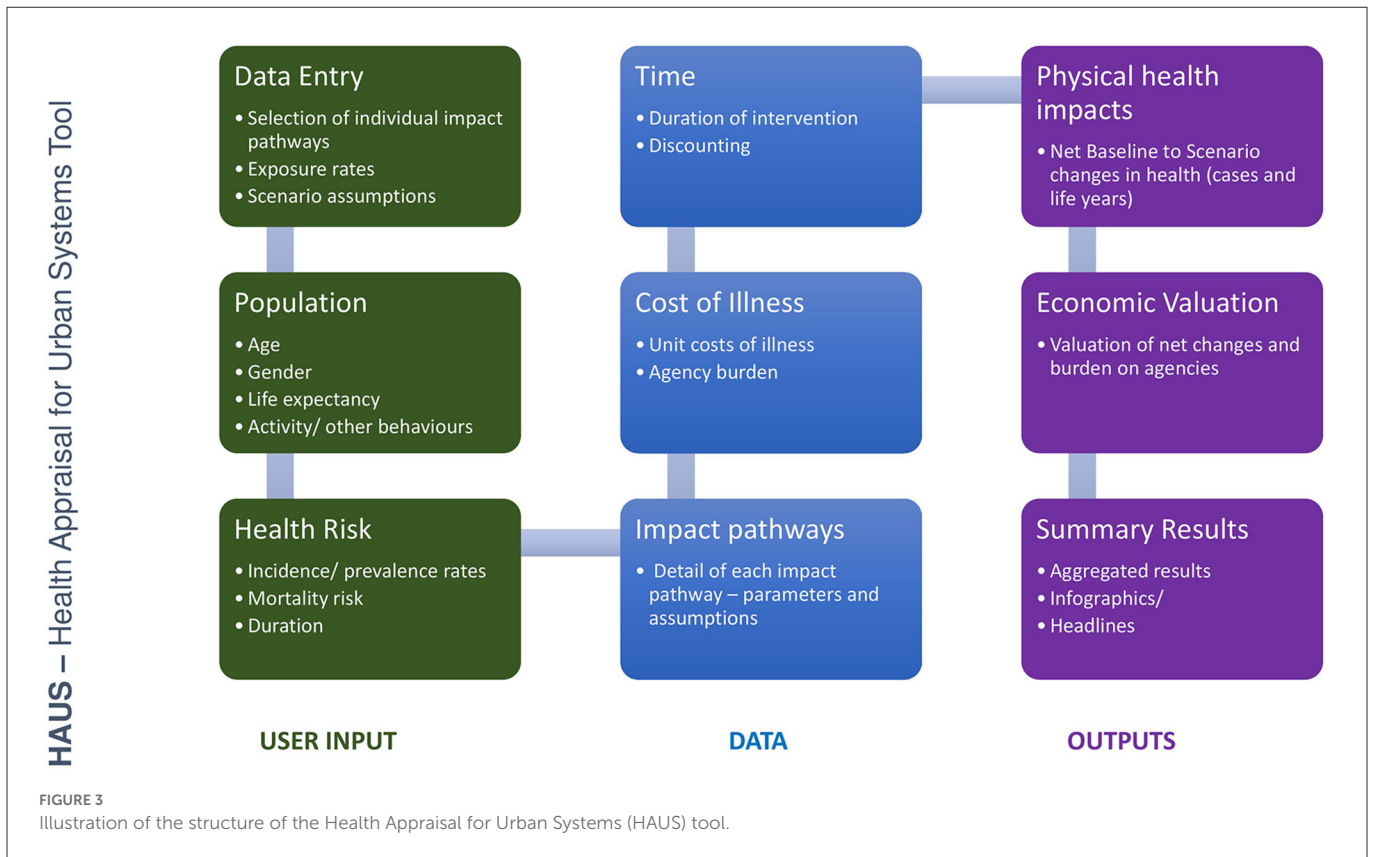 HAUS – Health Appraisal for Urban Systems Tool
Data Entry
• Selection of individual impact
pathways
• Exposure rates
• Scenario assumptions
Population
• Age
• Gender
• Life expectancy
• Activity/ other behaviours
Health Risk
• Incidence/ prevalence rates
• Mortality risk
• Duration
USER INPUT
Time
• Duration of intervention
• Discounting
Cost of Illness
• Unit costs of illness
• Agency burden
Impact pathways
• Detail of each impact
pathway – parameters and
assumptions
DATA
Physical health
impacts
• Net Baseline to Scenario
changes in health (cases and
life years)
Economic Valuation
• Valuation of net changes and
burden on agencies
Summary Results
• Aggregated results
• Infographics/
• Headlines
OUTPUTS
FIGURE 3
Illustration of the structure of the Health Appraisal for Urban Systems (HAUS) tool.